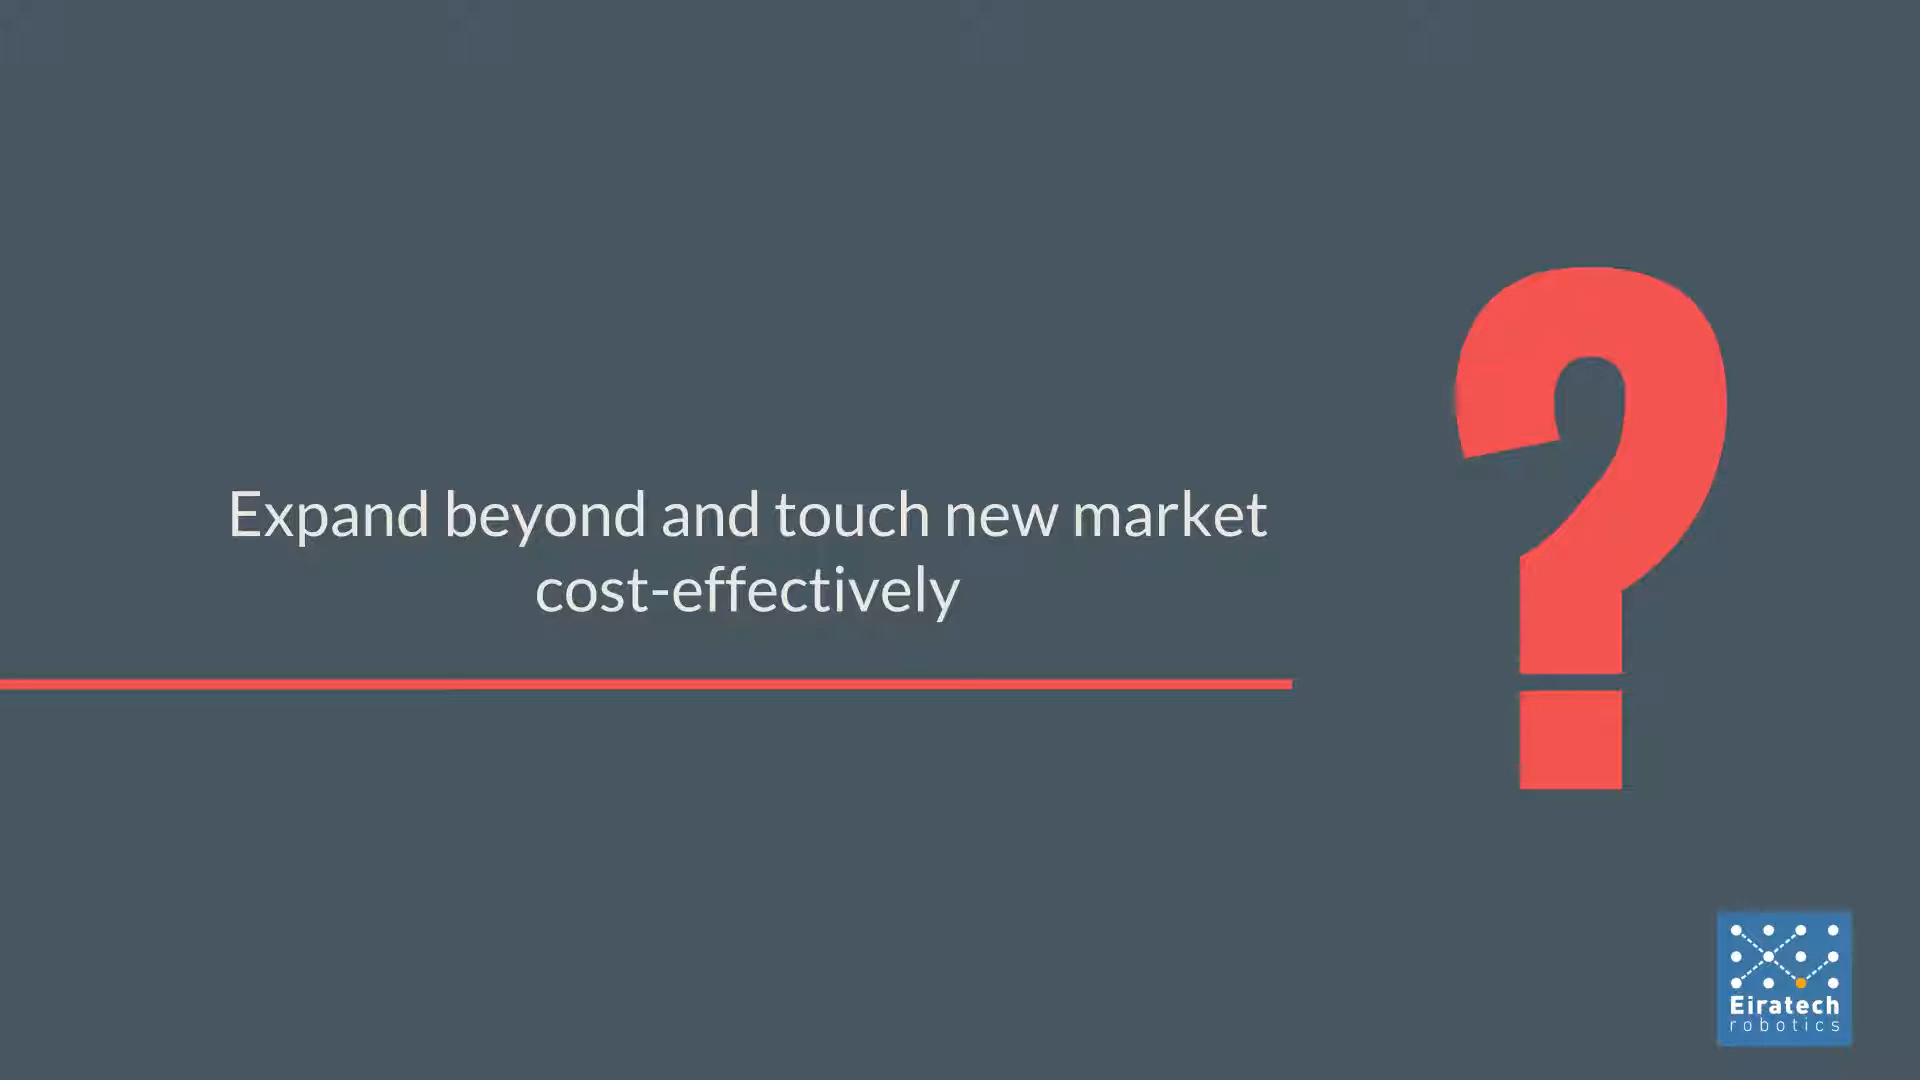 Expand beyond and touch new market
cost-effectively
?
Eiratech
robotics